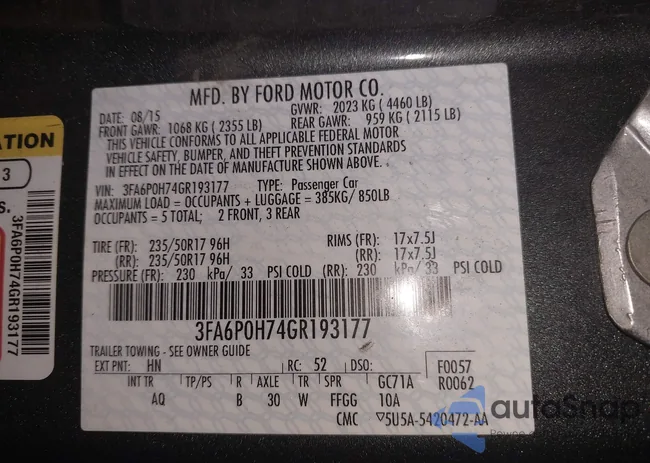 MFD. BY FORD MOTOR CO.
DATE: 08/15 GVWR: 2023 KG ( 4460 LB)
FRONT GAWR: 1068 KG ( 2355 LB) REAR GAWR: 959 KG ( 2115 LB)
THIS VEHICLE CONFORMS TO ALL APPLICABLE FEDERAL MOTOR
VEHICLE SAFETY, BUMPER, AND THEFT PREVENTION STANDARDS
IN EFFECT ON THE DATE OF MANUFACTURE SHOWN ABOVE.
VIN: 3FA6P0H74GR193177 TYPE: Passenger Car
MAXIMUM LOAD = OCCUPANTS + LUGGAGE = 385KG/ 850LB
OCCUPANTS = 5 TOTAL; 2 FRONT, 3 REAR
TIRE (FR): 235/50R17 96H RIMS (FR): 17x7.5J
(RR): 235/50R17 96H (RR): 17x7.5J
PRESSURE (FR): 230 kPa/ 33 PSI COLD (RR): 230 kPa/ 33 PSI COLD
3FA6P0H74GR193177
TRAILER TOWING - SEE OWNER GUIDE
EXT PNT: HN RC: 52 DSO: F0057
R0062
INT TR TP/PS R AXLE TR SPR GC71A
AQ B 30 W FFGG 10A
CMC 5U5A-5420472-AA
ATION
3
S.
3FA6P0H74GR193177
autoSnap